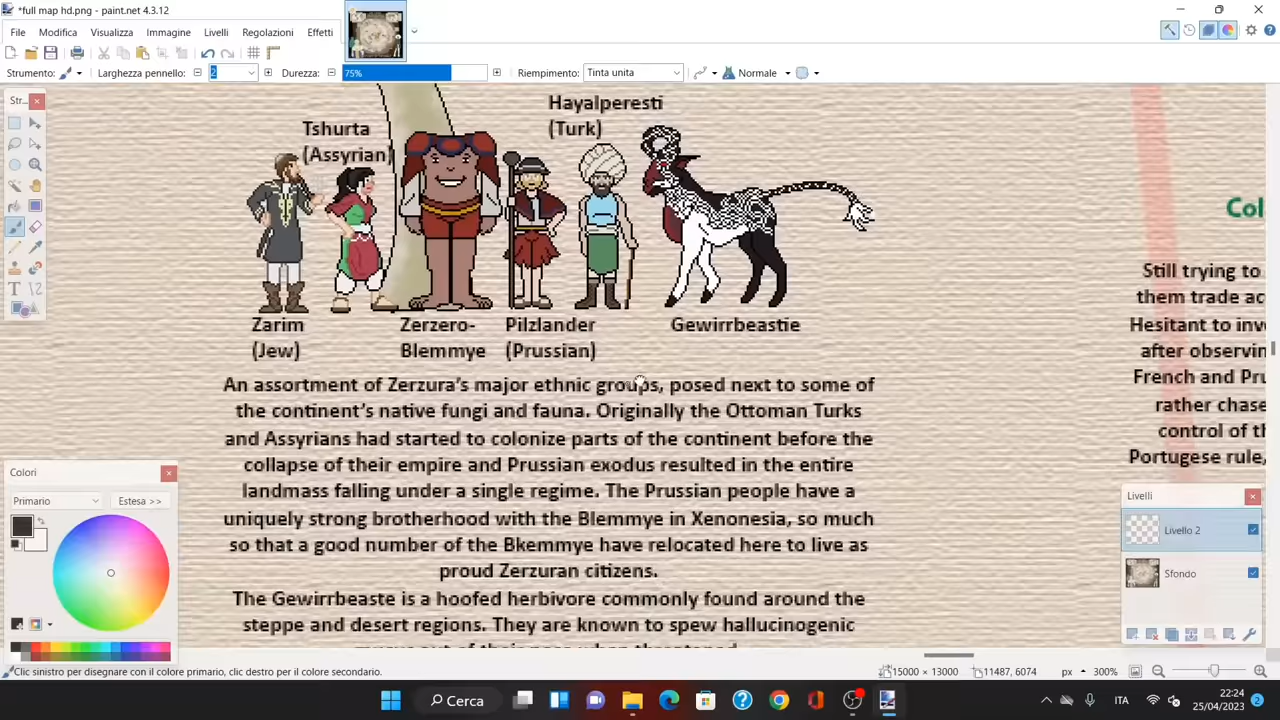 *full map hd.png - paint.net 4.3.12
File Modifica Visualizza Immagine Livelli Regolazioni Effetti
Strumento: Larghezza pennello: 2 Durezza: 75% Riempimento: Tinta unita Normale
Str...
Hayalperesti
(Turk)
Tshurta
(Assyrian)
Zarim
(Jew)
Zerzero-
Blemmye
Pilzlander
(Prussian)
Gewirrbeastie
An assortment of Zerzura's major ethnic groups, posed next to some of
the continent's native fungi and fauna. Originally the Ottoman Turks
and Assyrians had started to colonize parts of the continent before the
collapse of their empire and Prussian exodus resulted in the entire
landmass falling under a single regime. The Prussian people have a
uniquely strong brotherhood with the Blemmye in Xenonesia, so much
so that a good number of the Bkemmye have relocated here to live as
proud Zerzuran citizens.
The Gewirrbeaste is a hoofed herbivore commonly found around the
steppe and desert regions. They are known to spew hallucinogenic
Col
Still trying to
them trade ac
Hesitant to inv
after observin
French and Pru
rather chase
control of th
Portugese rule,
Colori
Primario Estesa >>
Livelli
Livello 2
Sfondo
Clic sinistro per disegnare con il colore primario, clic destro per il colore secondario.
15000 × 13000 11487, 6074 px 300%
Cerca
ITA
22:24
25/04/2023